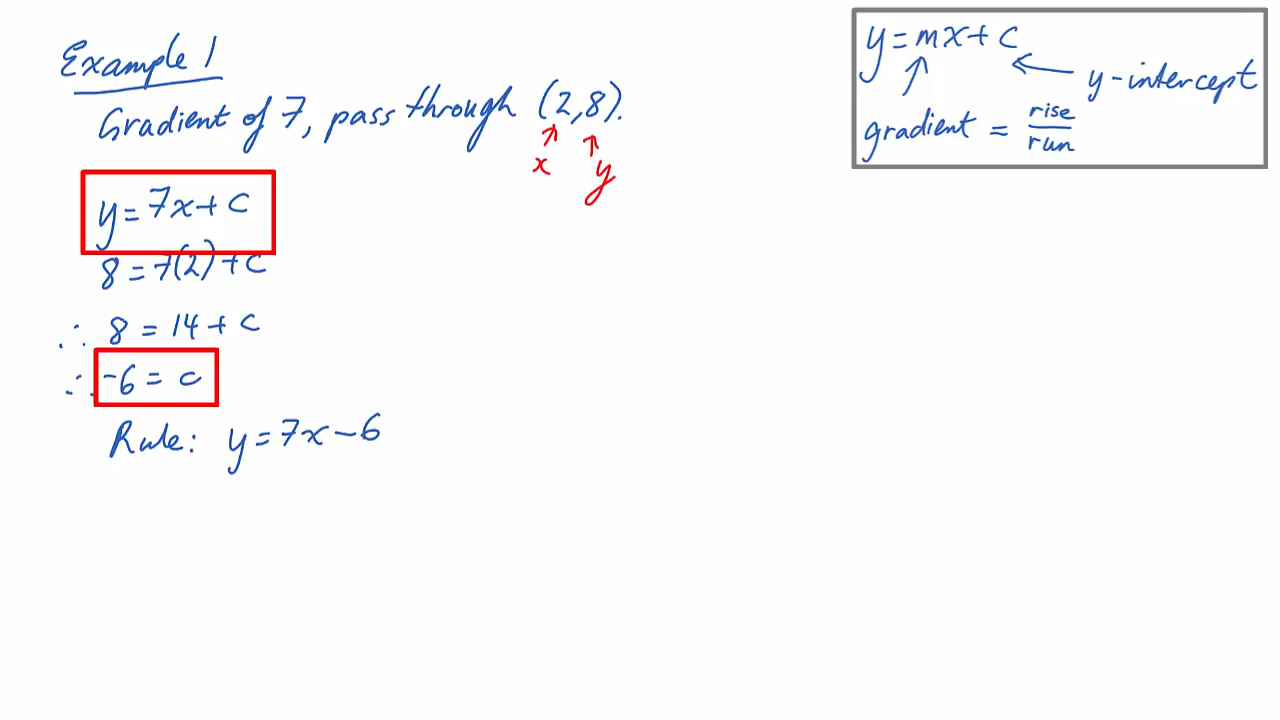 Example 1
Gradient of 7, pass through (2,8).
x y
y = 7x + c
8 = 7(2) + c
∴ 8 = 14 + c
∴ -6 = c
Rule: y = 7x - 6
y = mx + c
y-intercept
gradient = rise/run